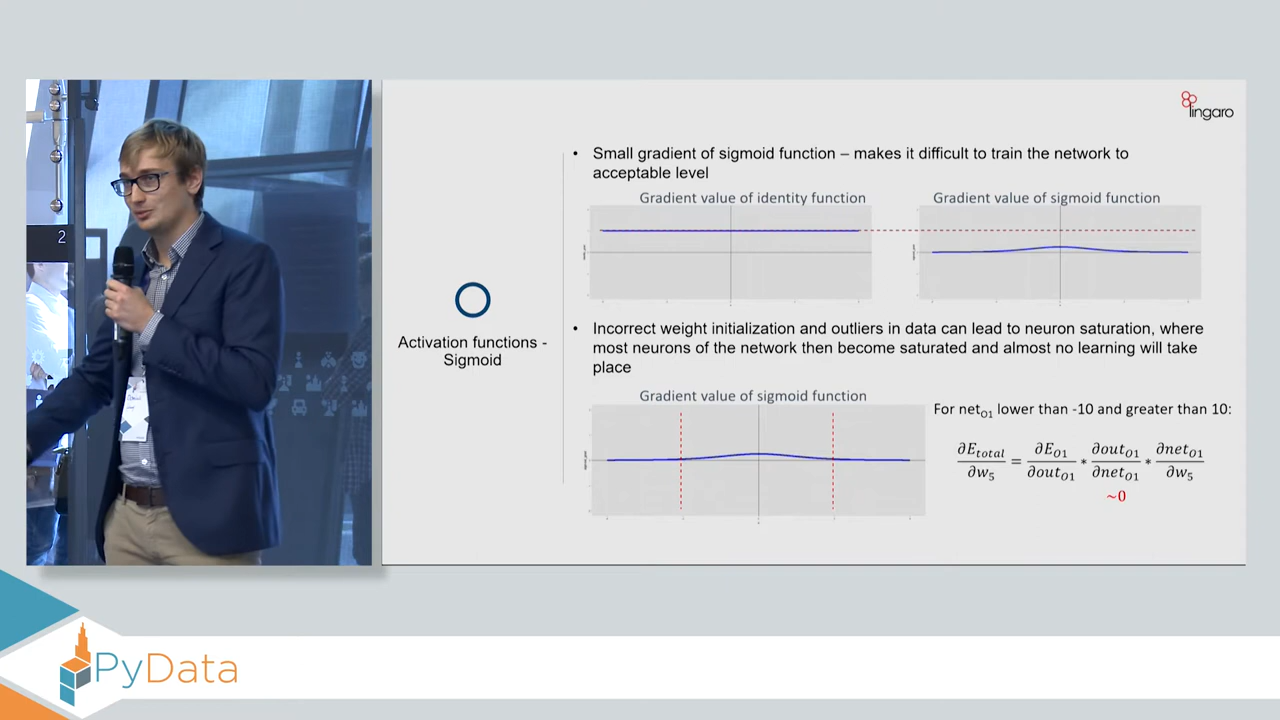 lingaro
• Small gradient of sigmoid function – makes it difficult to train the network to
acceptable level
Gradient value of identity function
Gradient value of sigmoid function
2
Activation functions -
Sigmoid
• Incorrect weight initialization and outliers in data can lead to neuron saturation, where
most neurons of the network then become saturated and almost no learning will take
place
Gradient value of sigmoid function
For net_O1 lower than -10 and greater than 10:
∂E_total/∂w_5 = ∂E_O1/∂out_O1 * ∂out_O1/∂net_O1 * ∂net_O1/∂w_5
~0
PyData